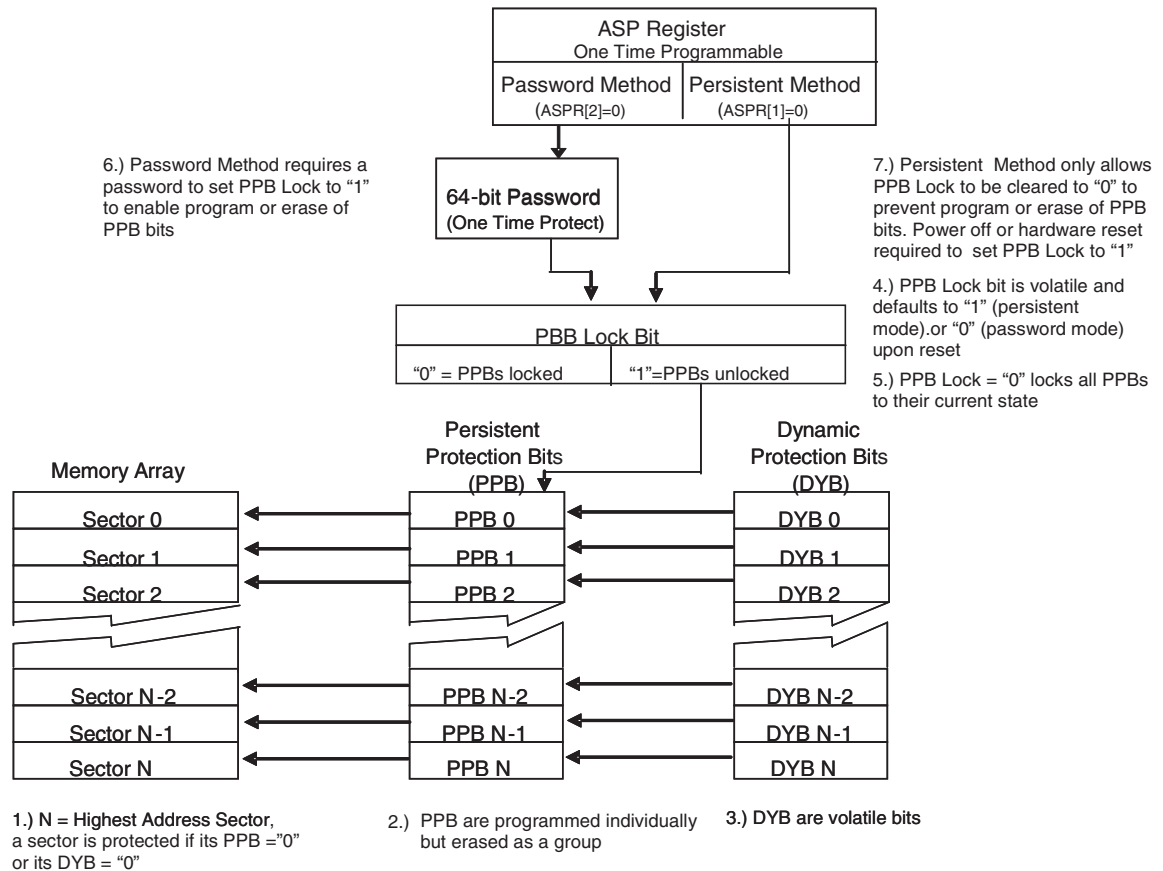 ASP Register
One Time Programmable
Password Method
(ASPR[2]=0)
Persistent Method
(ASPR[1]=0)
6.) Password Method requires a
password to set PPB Lock to “1”
to enable program or erase of
PPB bits
64-bit Password
(One Time Protect)
7.) Persistent Method only allows
PPB Lock to be cleared to “0” to
prevent program or erase of PPB
bits. Power off or hardware reset
required to set PPB Lock to “1”
4.) PPB Lock bit is volatile and
defaults to “1” (persistent
mode).or “0” (password mode)
upon reset
5.) PPB Lock = “0” locks all PPBs
to their current state
PBB Lock Bit
“0” = PPBs locked
“1”=PPBs unlocked
Memory Array
Persistent
Protection Bits
(PPB)
Dynamic
Protection Bits
(DYB)
Sector 0
PPB 0
DYB 0
Sector 1
PPB 1
DYB 1
Sector 2
PPB 2
DYB 2
Sector N-2
PPB N-2
DYB N-2
Sector N-1
PPB N-1
DYB N-1
Sector N
PPB N
DYB N
1.) N = Highest Address Sector,
a sector is protected if its PPB =”0”
or its DYB = “0”
2.) PPB are programmed individually
but erased as a group
3.) DYB are volatile bits